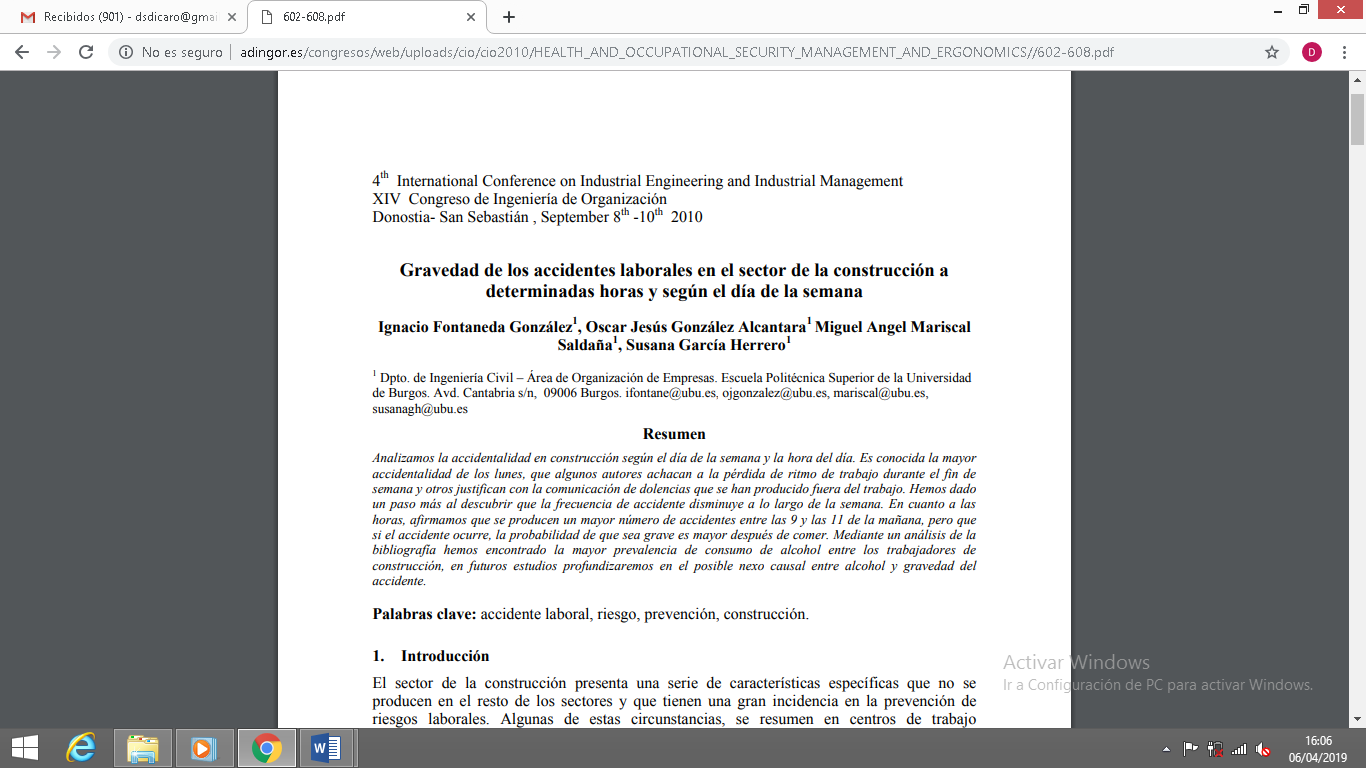 Recibidos (901) - dsdicaro@gmai
602-608.pdf
No es seguro | adingor.es/congresos/web/uploads/cio/cio2010/HEALTH_AND_OCCUPATIONAL_SECURITY_MANAGEMENT_AND_ERGONOMICS//602-608.pdf
D
4th International Conference on Industrial Engineering and Industrial Management
XIV Congreso de Ingeniería de Organización
Donostia- San Sebastián , September 8th -10th 2010
Gravedad de los accidentes laborales en el sector de la construcción a
determinadas horas y según el día de la semana
Ignacio Fontaneda González1, Oscar Jesús González Alcantara1 Miguel Angel Mariscal
Saldaña1, Susana García Herrero1
1 Dpto. de Ingeniería Civil – Área de Organización de Empresas. Escuela Politécnica Superior de la Universidad
de Burgos. Avd. Cantabria s/n, 09006 Burgos. ifontane@ubu.es, ojgonzalez@ubu.es, mariscal@ubu.es,
susanagh@ubu.es
Resumen
Analizamos la accidentalidad en construcción según el día de la semana y la hora del día. Es conocida la mayor
accidentalidad de los lunes, que algunos autores achacan a la pérdida de ritmo de trabajo durante el fin de
semana y otros justifican con la comunicación de dolencias que se han producido fuera del trabajo. Hemos dado
un paso más al descubrir que la frecuencia de accidente disminuye a lo largo de la semana. En cuanto a las
horas, afirmamos que se producen un mayor número de accidentes entre las 9 y las 11 de la mañana, pero que
si el accidente ocurre, la probabilidad de que sea grave es mayor después de comer. Mediante un análisis de la
bibliografía hemos encontrado la mayor prevalencia de consumo de alcohol entre los trabajadores de
construcción, en futuros estudios profundizaremos en el posible nexo causal entre alcohol y gravedad del
accidente.
Palabras clave: accidente laboral, riesgo, prevención, construcción.
1. Introducción
El sector de la construcción presenta una serie de características específicas que no se
producen en el resto de los sectores y que tienen una gran incidencia en la prevención de
riesgos laborales. Algunas de estas circunstancias, se resumen en centros de trabajo
Activar Windows
Ir a Configuración de PC para activar Windows.
16:06
06/04/2019